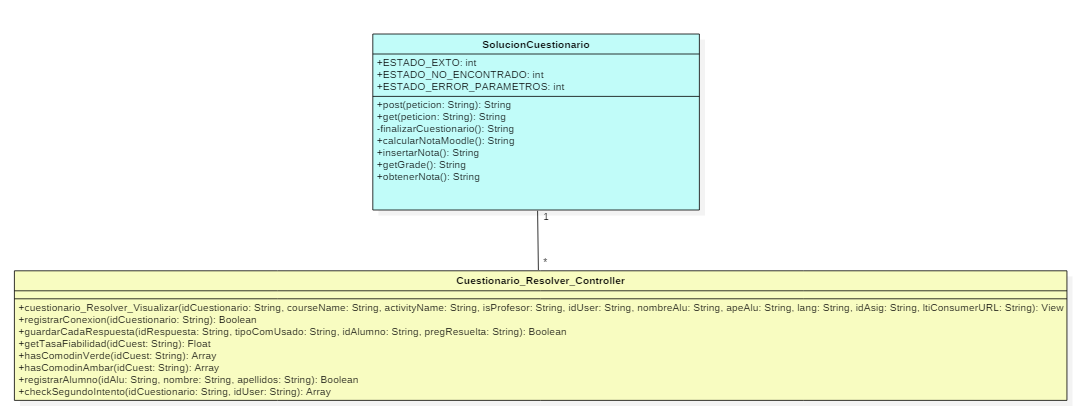 SolucionCuestionario
+ESTADO_EXTO: int
+ESTADO_NO_ENCONTRADO: int
+ESTADO_ERROR_PARAMETROS: int
+post(peticion: String): String
+get(peticion: String): String
-finalizarCuestionario(): String
+calcularNotaMoodle(): String
+insertarNota(): String
+getGrade(): String
+obtenerNota(): String
1
*
Cuestionario_Resolver_Controller
+cuestionario_Resolver_Visualizar(idCuestionario: String, courseName: String, activityName: String, isProfesor: String, idUser: String, nombreAlu: String, apeAlu: String, lang: String, idAsig: String, ltiConsumerURL: String): View
+registrarConexion(idCuestionario: String): Boolean
+guardarCadaRespuesta(idRespuesta: String, tipoComUsado: String, idAlumno: String, pregResuelta: String): Boolean
+getTasaFiabilidad(idCuest: String): Float
+hasComodinVerde(idCuest: String): Array
+hasComodinAmbar(idCuest: String): Array
+registrarAlumno(idAlu: String, nombre: String, apellidos: String): Boolean
+checkSegundoIntento(idCuestionario: String, idUser: String): Array